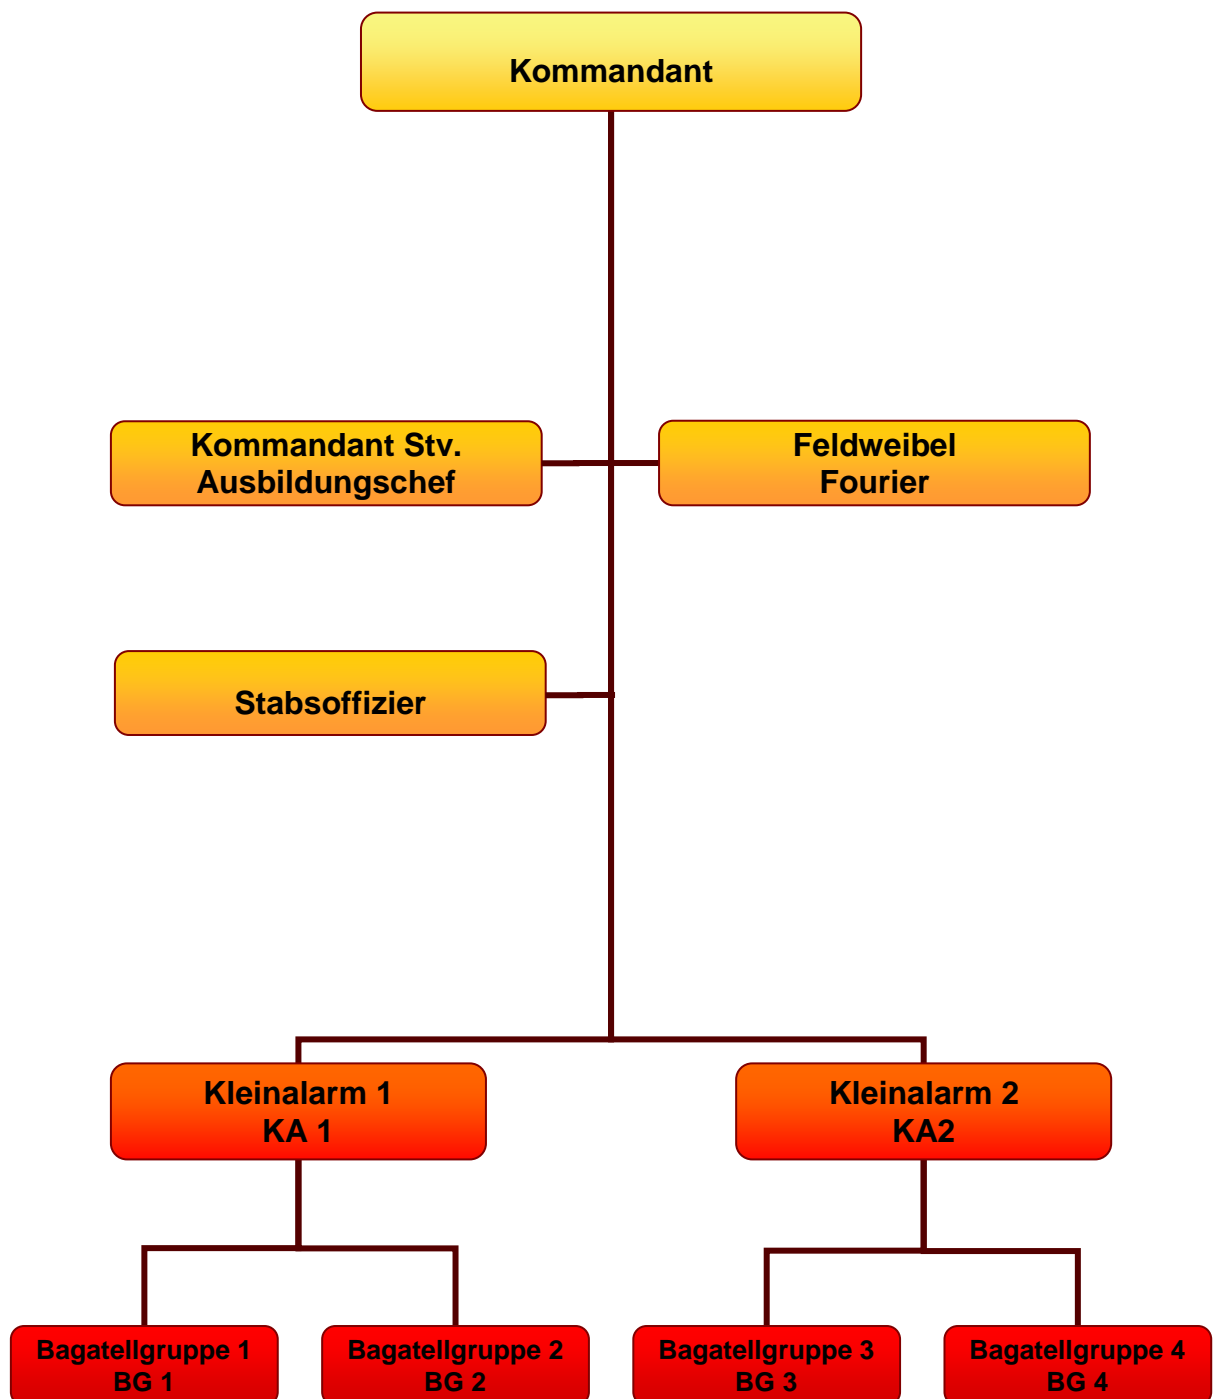 Kommandant
Kommandant Stv.
Ausbildungschef
Feldweibel
Fourier
Stabsoffizier
Kleinalarm 1
KA 1
Kleinalarm 2
KA2
Bagatellgruppe 1
BG 1
Bagatellgruppe 2
BG 2
Bagatellgruppe 3
BG 3
Bagatellgruppe 4
BG 4